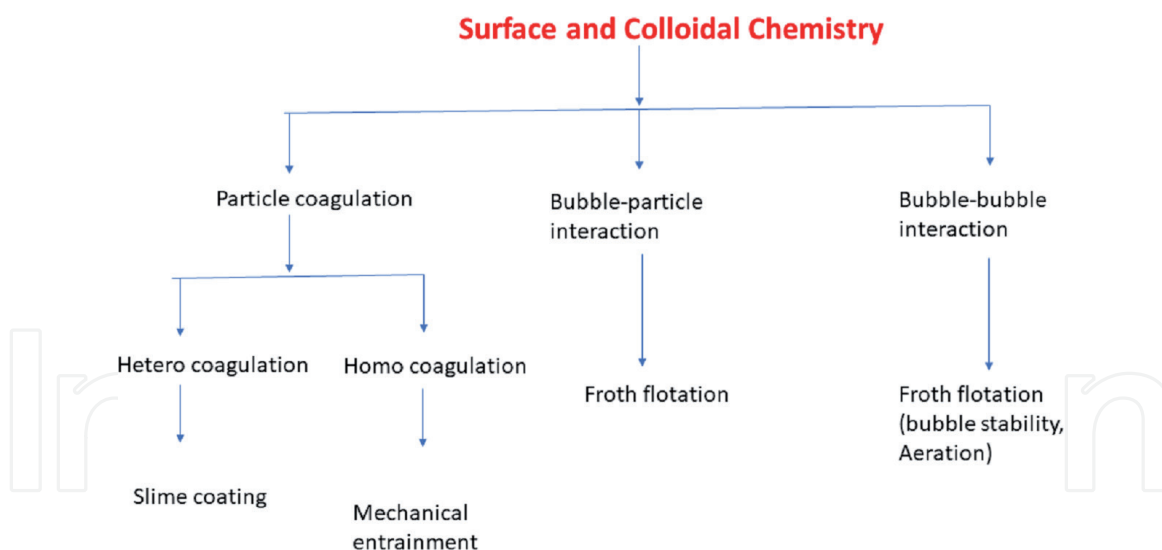 Surface and Colloidal Chemistry
Particle coagulation
Bubble-particle
interaction
Bubble-bubble
interaction
Hetero coagulation
Homo coagulation
Froth flotation
Froth flotation
(bubble stability,
Aeration)
Slime coating
Mechanical
entrainment